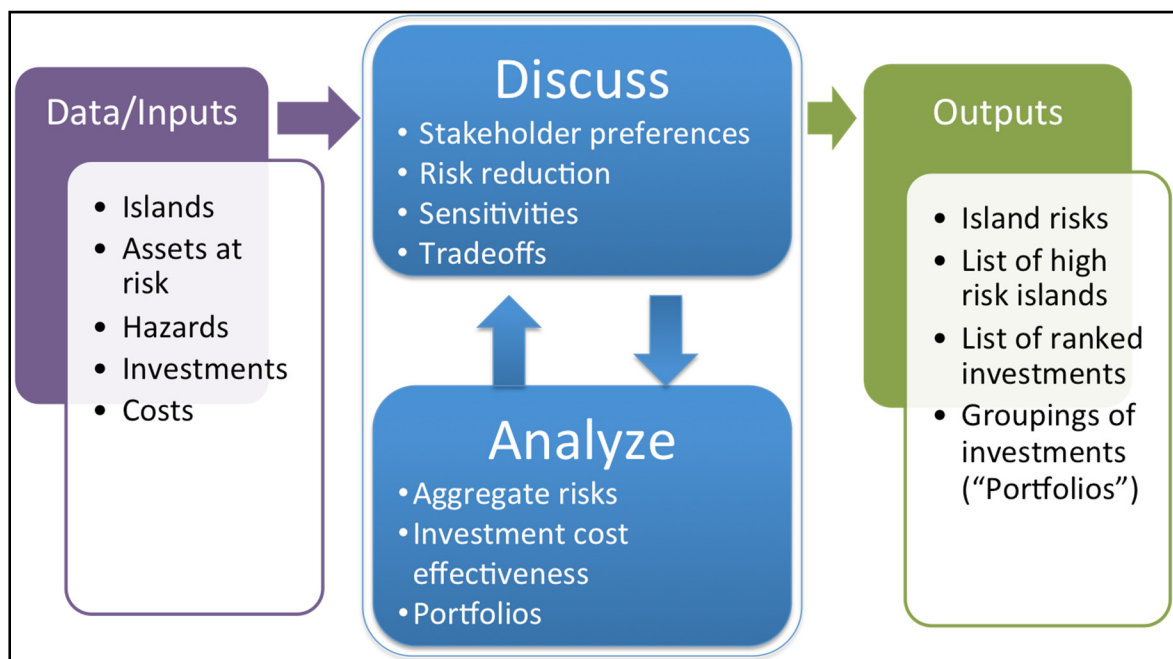 Data/Inputs
• Islands
• Assets at
risk
• Hazards
• Investments
• Costs
Discuss
• Stakeholder preferences
• Risk reduction
• Sensitivities
• Tradeoffs
Analyze
• Aggregate risks
• Investment cost
effectiveness
• Portfolios
Outputs
• Island risks
• List of high
risk islands
• List of ranked
investments
• Groupings of
investments
(“Portfolios”)